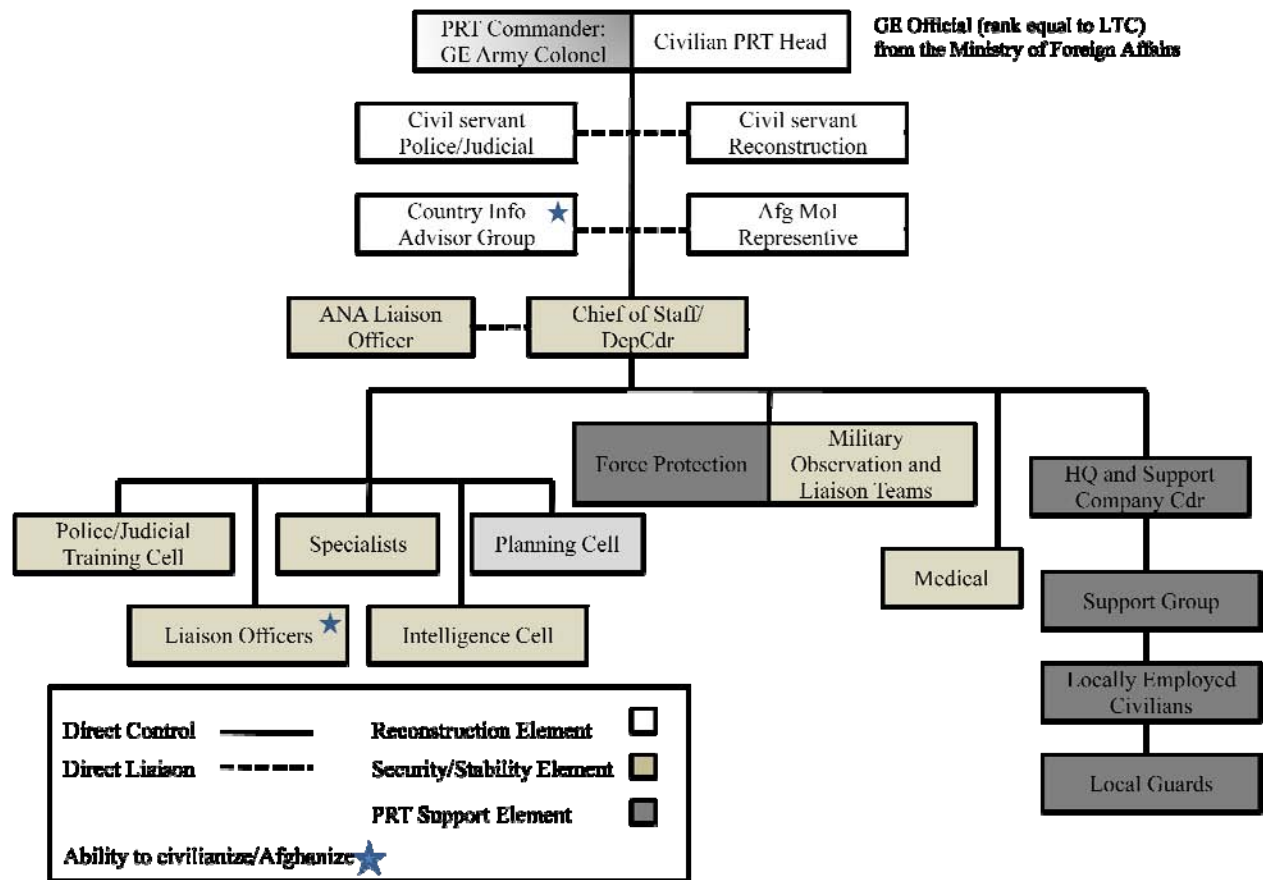 PRT Commander:
GE Army Colonel
Civilian PRT Head
GE Official (rank equal to LTC)
from the Ministry of Foreign Affairs
Civil servant
Police/Judicial
Civil servant
Reconstruction
Country Info
Advisor Group
Afg MoI
Representive
ANA Liaison
Officer
Chief of Staff/
DepCdr
Force Protection
Military
Observation and
Liaison Teams
HQ and Support
Company Cdr
Police/Judicial
Training Cell
Specialists
Planning Cell
Medical
Support Group
Liaison Officers
Intelligence Cell
Locally Employed
Civilians
Local Guards
Direct Control
Reconstruction Element
Direct Liaison
Security/Stability Element
PRT Support Element
Ability to civilianize/Afghanize